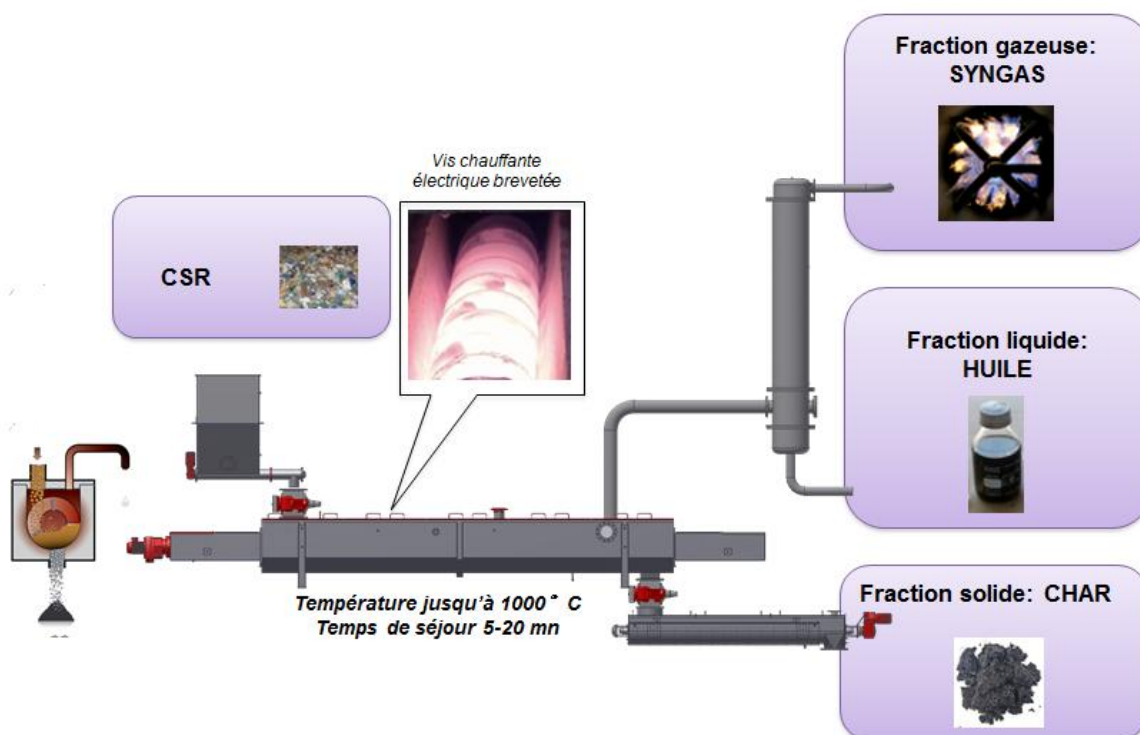 Fraction gazeuse:
SYNGAS
Vis chauffante
électrique brevetée
CSR
Fraction liquide:
HUILE
Température jusqu'à 1000° C
Temps de séjour 5-20 mn
Fraction solide: CHAR